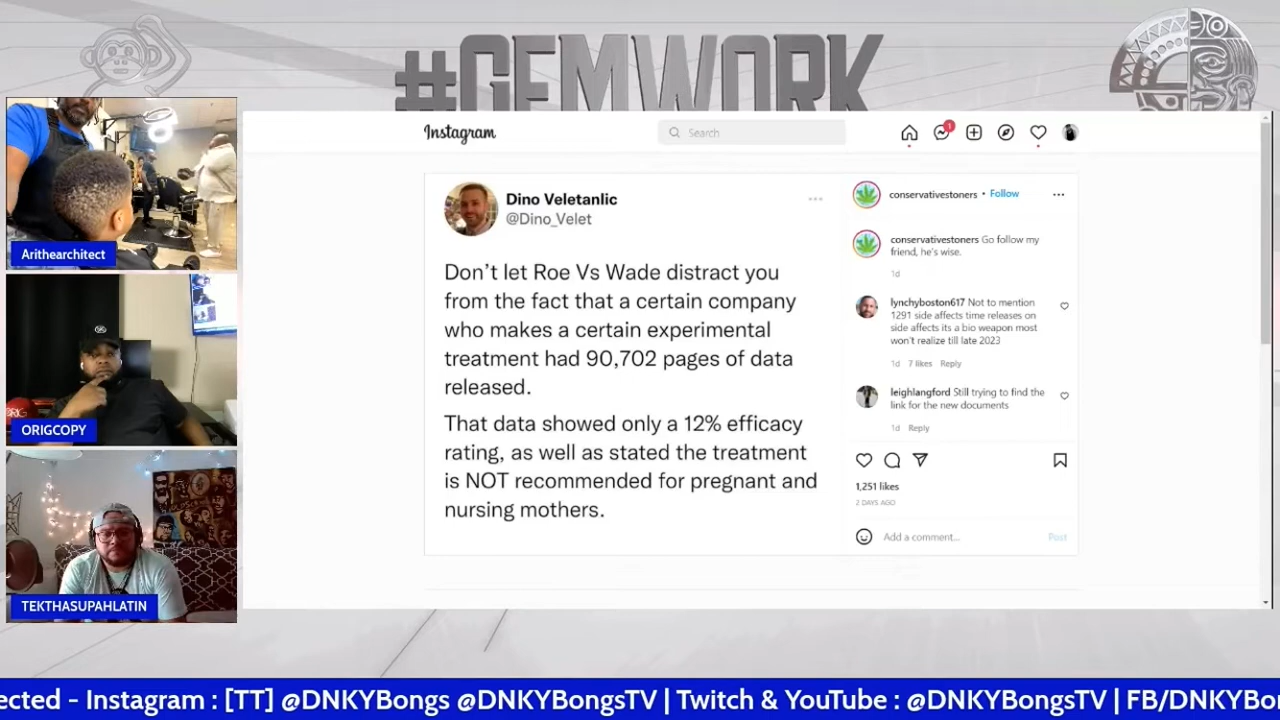 #GEMWORK
Arithearchitect
ORIGCOPY
TEKTHASUPAHLATIN
Instagram
Search
1
Dino Veletanlic
@Dino_Velet
Don't let Roe Vs Wade distract you
from the fact that a certain company
who makes a certain experimental
treatment had 90,702 pages of data
released.
That data showed only a 12% efficacy
rating, as well as stated the treatment
is NOT recommended for pregnant and
nursing mothers.
conservativestoners • Follow
conservativestoners Go follow my
friend, he's wise.
1d
lynchyboston617 Not to mention
1291 side affects time releases on
side affects its a bio weapon most
won't realize till late 2023
1d 7 likes Reply
leighlangford Still trying to find the
link for the new documents
1d Reply
1,251 likes
2 DAYS AGO
Add a comment...
Post
ected - Instagram : [TT] @DNKYBongs @DNKYBongsTV | Twitch & YouTube : @DNKYBongsTV | FB/DNKYBon